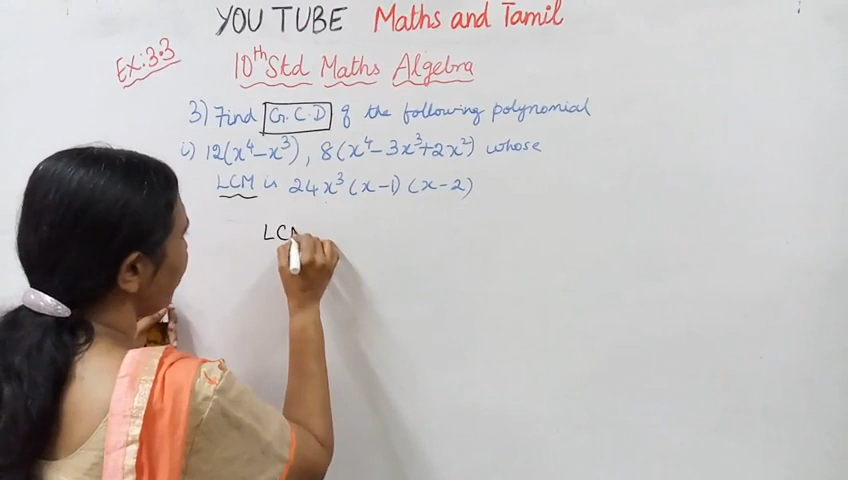 YOU TUBE Maths and Tamil
Ex: 3.3
10th Std Maths Algebra
3) Find G.C.D of the following polynomial
i) 12(x⁴-x³), 8(x⁴-3x³+2x²) whose
LCM is 24x³(x-1)(x-2)
LC